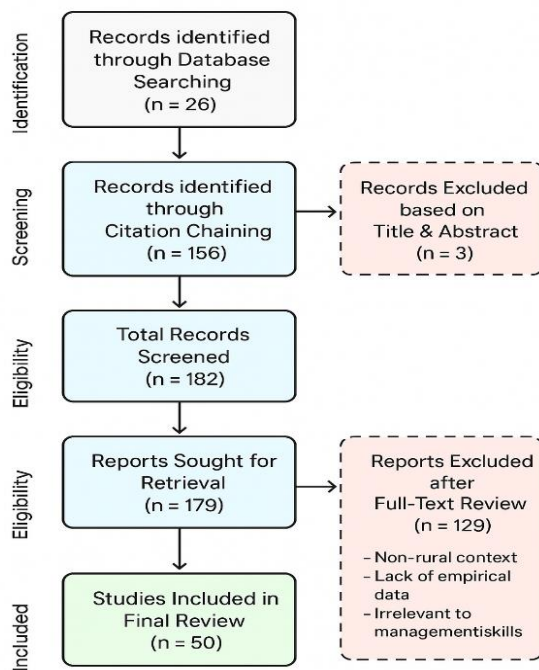 Identification
Records identified
through Database
Searching
(n = 26)
Screening
Records identified
through
Citation Chaining
(n = 156)
Records Excluded
based on
Title & Abstract
(n = 3)
Eligibility
Total Records
Screened
(n = 182)
Eligibility
Reports Sought for
Retrieval
(n = 179)
Reports Excluded
after
Full-Text Review
(n = 129)
- Non-rural context
- Lack of empirical
data
- Irrelevant to
managementiskills
Included
Studies Included in
Final Review
(n = 50)